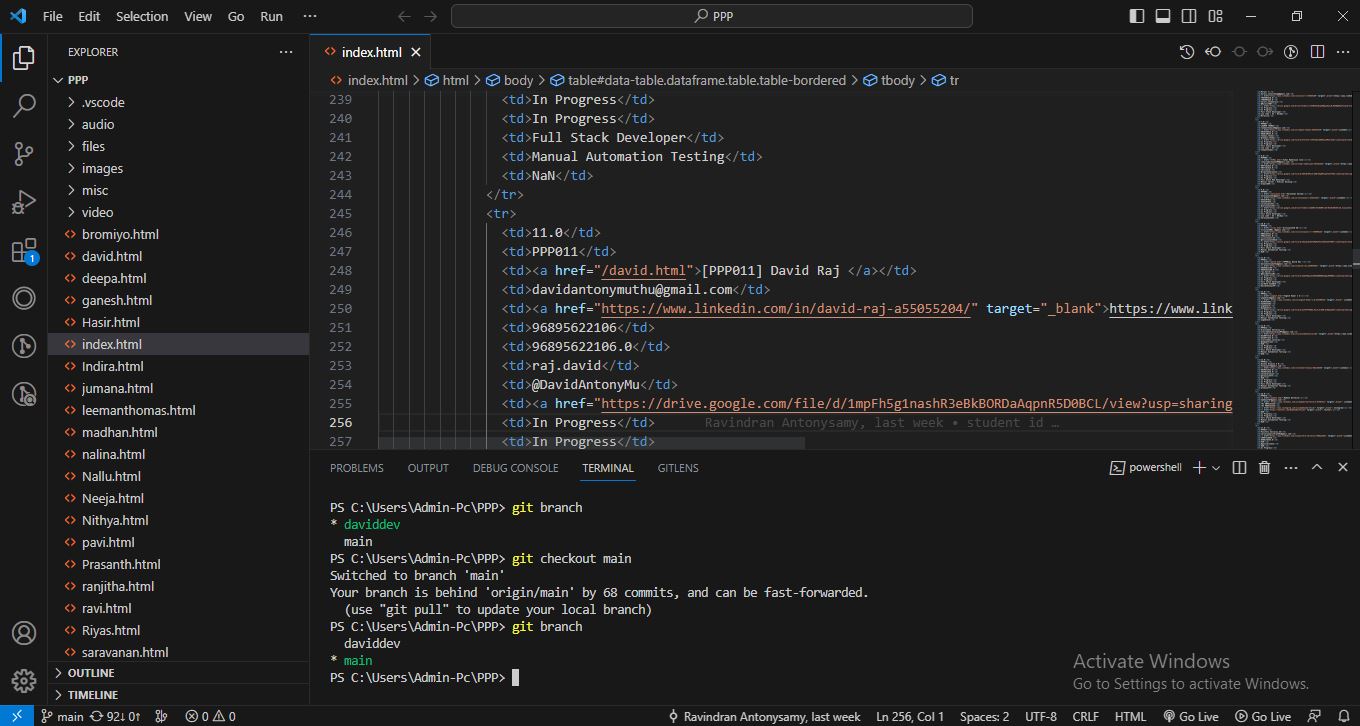 File Edit Selection View Go Run ··· PPP
EXPLORER ···
index.html
PPP
.vscode
audio
files
images
misc
video
bromiyo.html
david.html
deepa.html
ganesh.html
Hasir.html
index.html
Indira.html
jumana.html
leemanthomas.html
madhan.html
nalina.html
Nallu.html
Neeja.html
Nithya.html
pavi.html
Prasanth.html
ranjitha.html
ravi.html
Riyas.html
saravanan.html
OUTLINE
TIMELINE
1
index.html > html > body > table#data-table.dataframe.table.table-bordered > tbody > tr
239 <td>In Progress</td>
240 <td>In Progress</td>
241 <td>Full Stack Developer</td>
242 <td>Manual Automation Testing</td>
243 <td>NaN</td>
244 </tr>
245 <tr>
246 <td>11.0</td>
247 <td>PPP011</td>
248 <td><a href="/david.html">[PPP011] David Raj </a></td>
249 <td>davidantonymuthu@gmail.com</td>
250 <td><a href="https://www.linkedin.com/in/david-raj-a55055204/" target="_blank">https://www.link
251 <td>96895622106</td>
252 <td>96895622106.0</td>
253 <td>raj.david</td>
254 <td>@DavidAntonyMu</td>
255 <td><a href="https://drive.google.com/file/d/1mpFh5g1nashR3eBkBORDaAqpnR5D0BCL/view?usp=sharing
256 <td>In Progress</td> Ravindran Antonysamy, last week • student id …
257 <td>In Progress</td>
PROBLEMS OUTPUT DEBUG CONSOLE TERMINAL GITLENS powershell
PS C:\Users\Admin-Pc\PPP> git branch
* daviddev
main
PS C:\Users\Admin-Pc\PPP> git checkout main
Switched to branch 'main'
Your branch is behind 'origin/main' by 68 commits, and can be fast-forwarded.
(use "git pull" to update your local branch)
PS C:\Users\Admin-Pc\PPP> git branch
daviddev
* main
PS C:\Users\Admin-Pc\PPP>
Activate Windows
Go to Settings to activate Windows.
main 92↓ 0↑ 0 0 Ravindran Antonysamy, last week Ln 256, Col 1 Spaces: 2 UTF-8 CRLF HTML Go Live Go Live